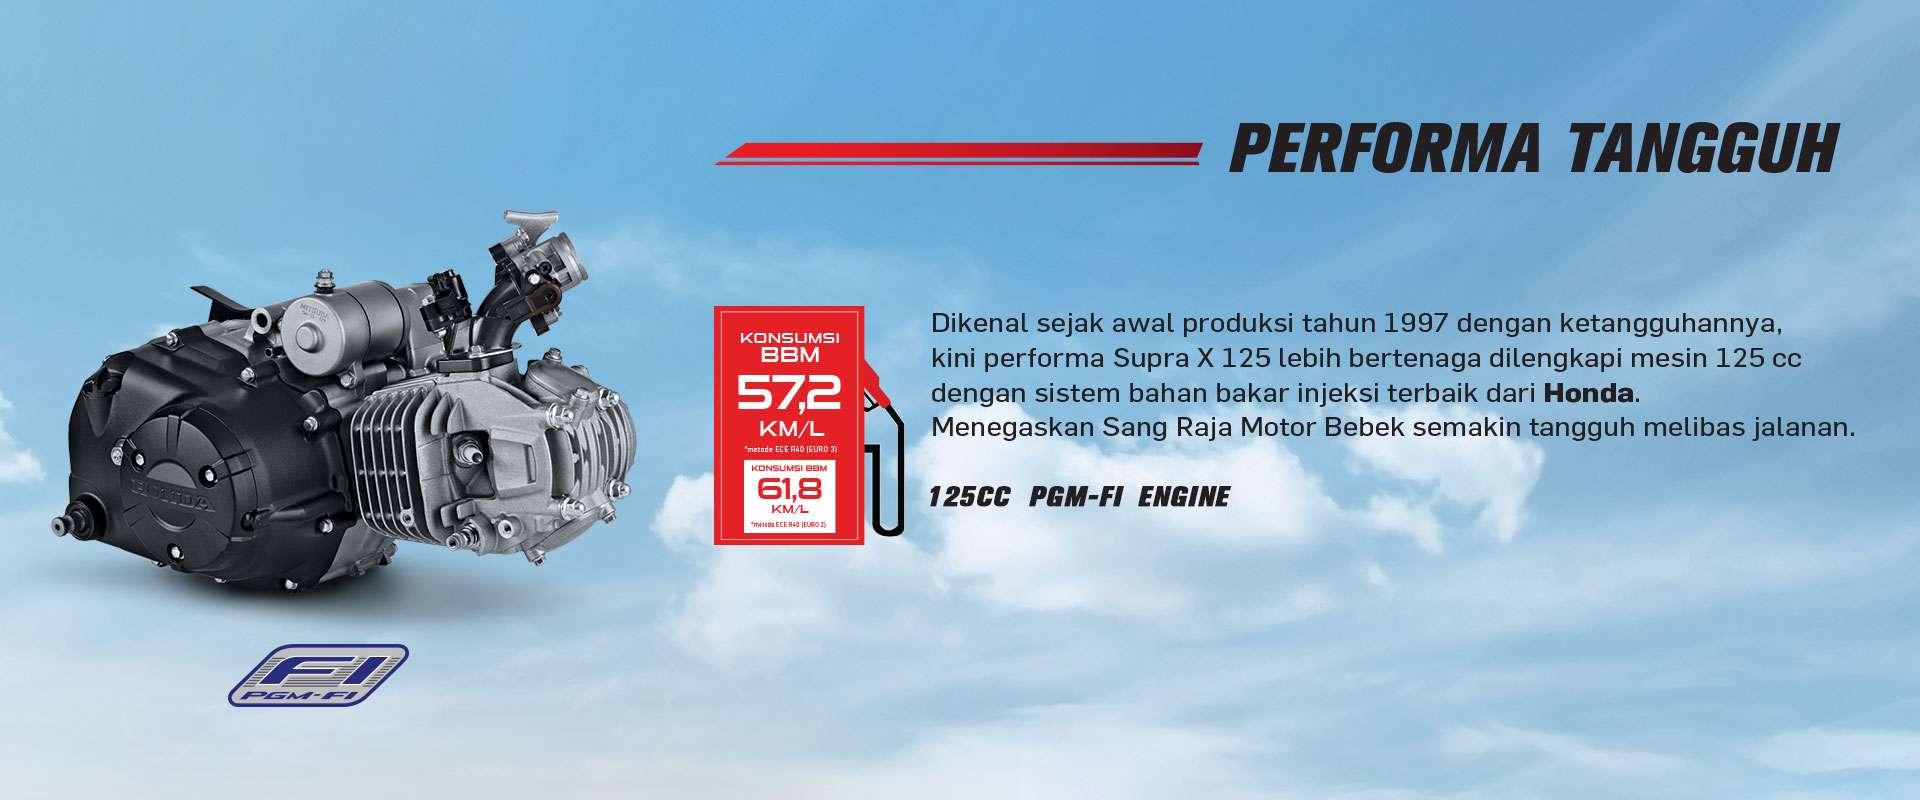 PERFORMA TANGGUH
KONSUMSI
BBM
57,2
KM/L
*metode ECE R40 (EURO 3)
KONSUMSI BBM
61,8
KM/L
*metode ECE R40 (EURO 2)
Dikenal sejak awal produksi tahun 1997 dengan ketangguhannya,
kini performa Supra X 125 lebih bertenaga dilengkapi mesin 125 cc
dengan sistem bahan bakar injeksi terbaik dari Honda.
Menegaskan Sang Raja Motor Bebek semakin tangguh melibas jalanan.
125CC PGM-FI ENGINE
MITSUBA
HONDA
FI
PGM-FI